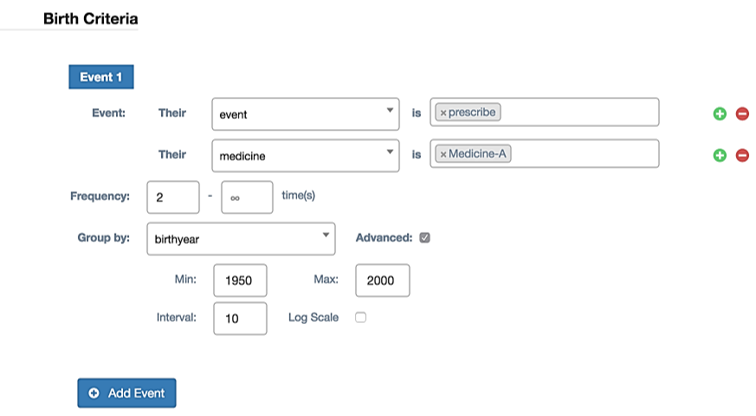 Birth Criteria
Event 1
Event: Their event is × prescribe
Their medicine is × Medicine-A
Frequency: 2 - ∞ time(s)
Group by: birthyear Advanced:
Min: 1950 Max: 2000
Interval: 10 Log Scale
Add Event